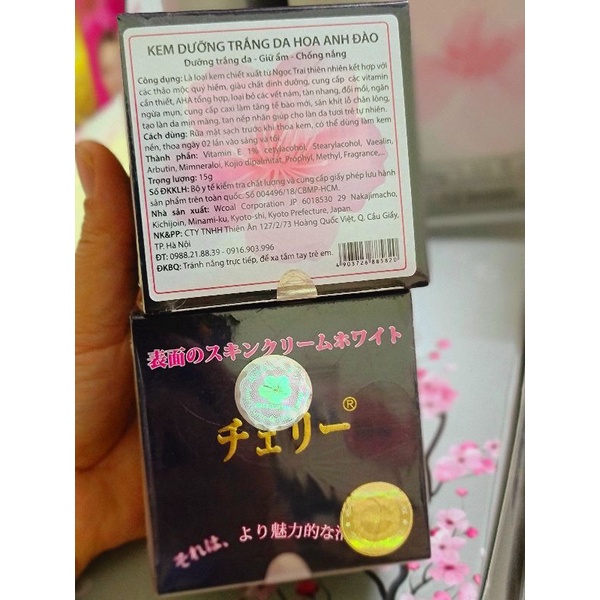 KEM DƯỠNG TRẮNG DA HOA ANH ĐÀO
Dưỡng trắng da - Giữ ẩm - Chống nắng
Công dụng: Là loại kem chiết xuất từ Ngọc Trai thiên nhiên kết hợp với
các thảo mộc quý hiếm, giàu chất dinh dưỡng, cung cấp các vitamin
cần thiết, AHA tổng hợp, loại bỏ các vết nám, tàn nhang, đồi mồi, ngăn
ngừa mụn, cung cấp caxi làm tăng tế bào mới, săn khít lỗ chân lông,
tạo làn da mịn màng, tan nếp nhăn giúp cho làn da tươi trẻ tự nhiên.
Cách dùng: Rửa mặt sạch trước khi thoa kem, có thể dùng làm kem
nền, thoa ngày 02 lần vào sáng và tối.
Thành phần: Vitamin E 1% cetylacohol, Stearylacohol, Vaealin,
Arbutin, Mimneraloi, Kojio dipalmitat, Prophyl, Methyl, Fragrance,...
Trọng lượng: 15g
Số ĐKKLH: Bộ y tế kiểm tra chất lượng và cung cấp giấy phép lưu hành
sản phẩm trên toàn quốc. Số 004496/18/CBMP-HCM.
Nhà sản xuất: Wcoal Corporation JP 6018530 29 Nakajimacho,
Kichijoin, Minami-ku, Kyoto-shi, Kyoto Prefecture, Japan.
NK&PP: CTY TNHH Thiên Ân 127/2/73 Hoàng Quốc Việt, Q. Cầu Giấy,
TP. Hà Nội
ĐT: 0988.21.88.39 - 0916.903.996
ĐKBQ: Tránh nắng trực tiếp, để xa tầm tay trẻ em.
4 903726 885820
表面のスキンクリームホワイト
チェリー®
それは、より魅力的な